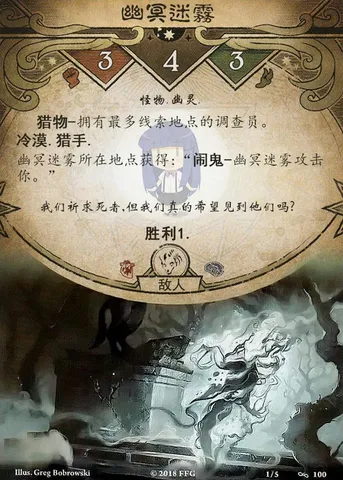 幽冥迷霧
3 4 3
怪物.幽灵.
猎物-拥有最多线索地点的调查员。
冷漠.猎手.
幽冥迷雾所在地点获得:“闹鬼-幽冥迷雾攻击
你。”
我们祈求死者,但我们真的希望见到他们吗?
胜利1.
敌人
Illus. Greg Bobrowski © 2018 FFG 1/5 100